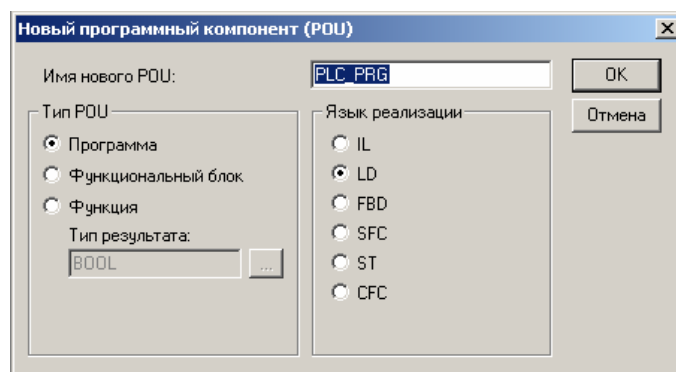 Новый программный компонент (POU)
Имя нового POU:
PLC_PRG
OK
Отмена
Тип POU
Программа
Функциональный блок
Функция
Тип результата:
BOOL
...
Язык реализации
IL
LD
FBD
SFC
ST
CFC